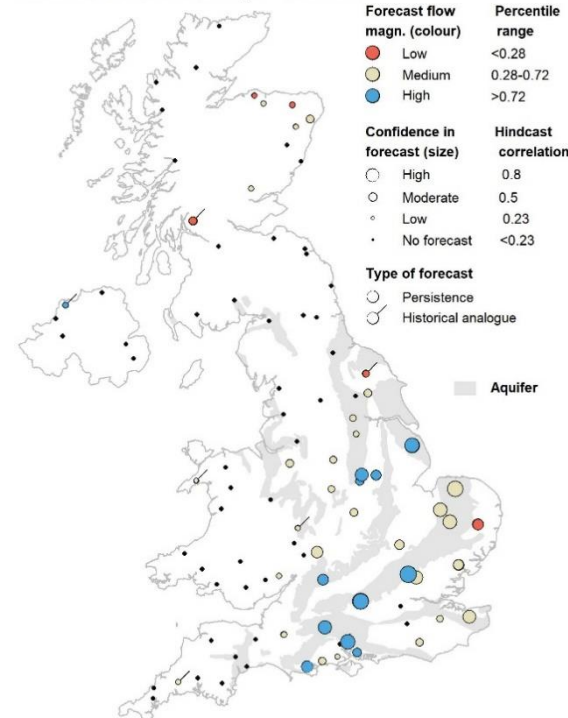 Forecast flow Percentile
magn. (colour) range
Low <0.28
Medium 0.28-0.72
High >0.72
Confidence in Hindcast
forecast (size) correlation
High 0.8
Moderate 0.5
Low 0.23
No forecast <0.23
Type of forecast
Persistence
Historical analogue
Aquifer